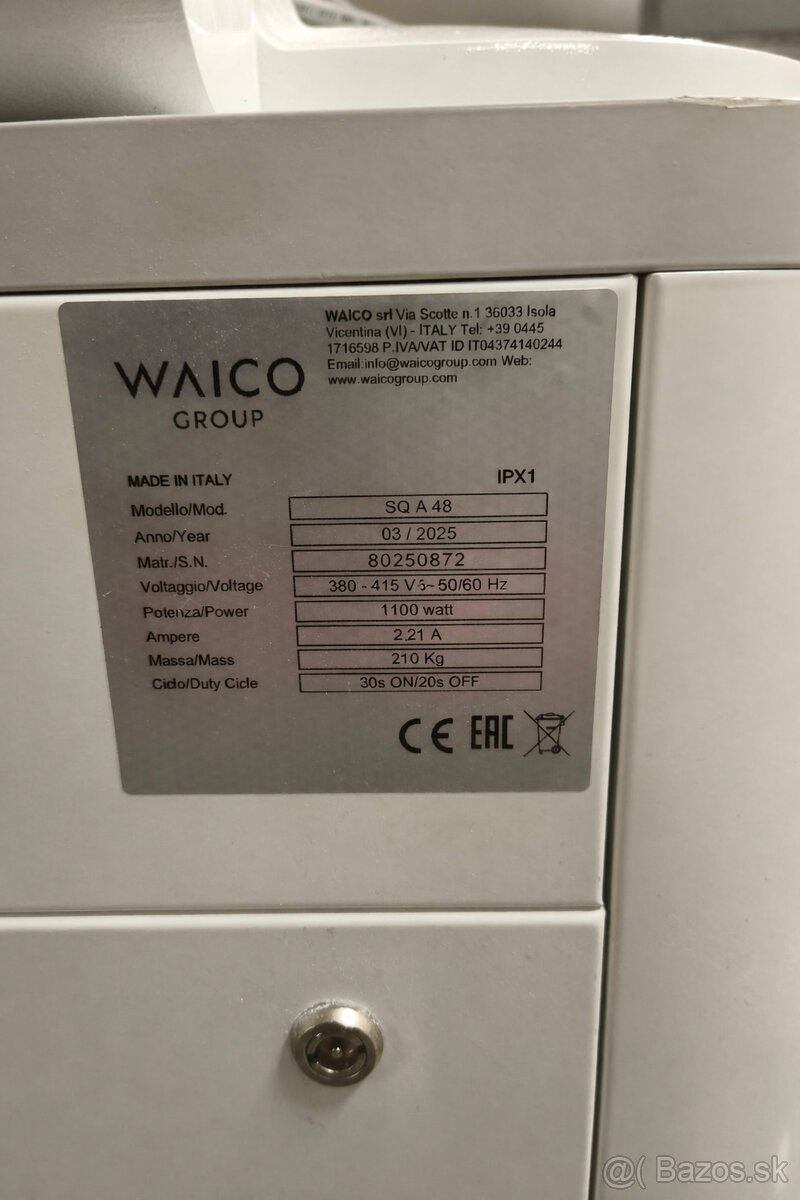 WAICO srl Via Scotte n.1 36033 Isola
Vicentina (VI) - ITALY Tel: +39 0445
1716598 P.IVA/VAT ID IT04374140244
Email:info@waicogroup.com Web:
www.waicogroup.com
WAICO
GROUP
MADE IN ITALY IPX1
Modello/Mod. SQ A 48
Anno/Year 03 / 2025
Matr./S.N. 80250872
Voltaggio/Voltage 380 - 415 V 3~ 50/60 Hz
Potenza/Power 1100 watt
Ampere 2.21 A
Massa/Mass 210 Kg
Ciclo/Duty Cicle 30s ON/20s OFF
CE EAC
@( Bazos.sk